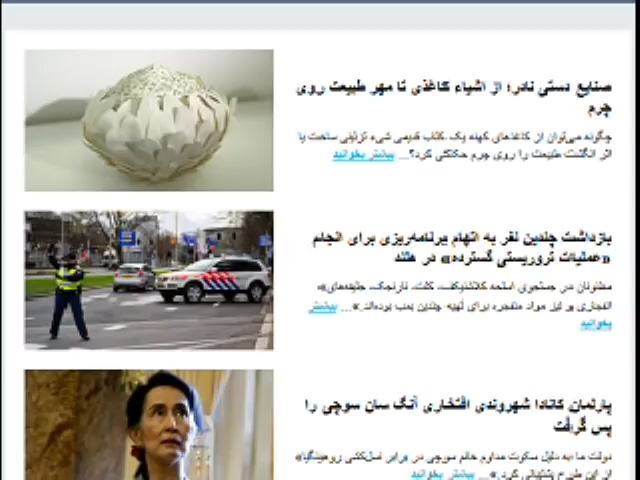 صنایع دستی نادر؛ از اشیاء کاغذی تا مهر طبیعت روی
چرم
چگونه می‌توان از کاغذهای کهنه یک کتاب قدیمی شیء تزئینی ساخت یا
اثر انگشت طبیعت را روی چرم حکاکی کرد؟... بیشتر بخوانید
بازداشت چندین نفر به اتهام برنامه‌ریزی برای انجام
«عملیات تروریستی گسترده» در هلند
مظنونان در جستجوی اسلحه کلاشنیکف، کلت، نارنجک، جلیقه‌های
انفجاری و نیز مواد منفجره برای تهیه چندین بمب بوده‌اند.»... بیشتر
بخوانید
پارلمان کانادا شهروندی افتخاری آنگ سان سوچی را
پس گرفت
دولت ما به دلیل سکوت مداوم خانم سوچی در برابر نسل‌کشی روهینگیا»
از این طرح پشتیبانی کرد.»... بیشتر بخوانید